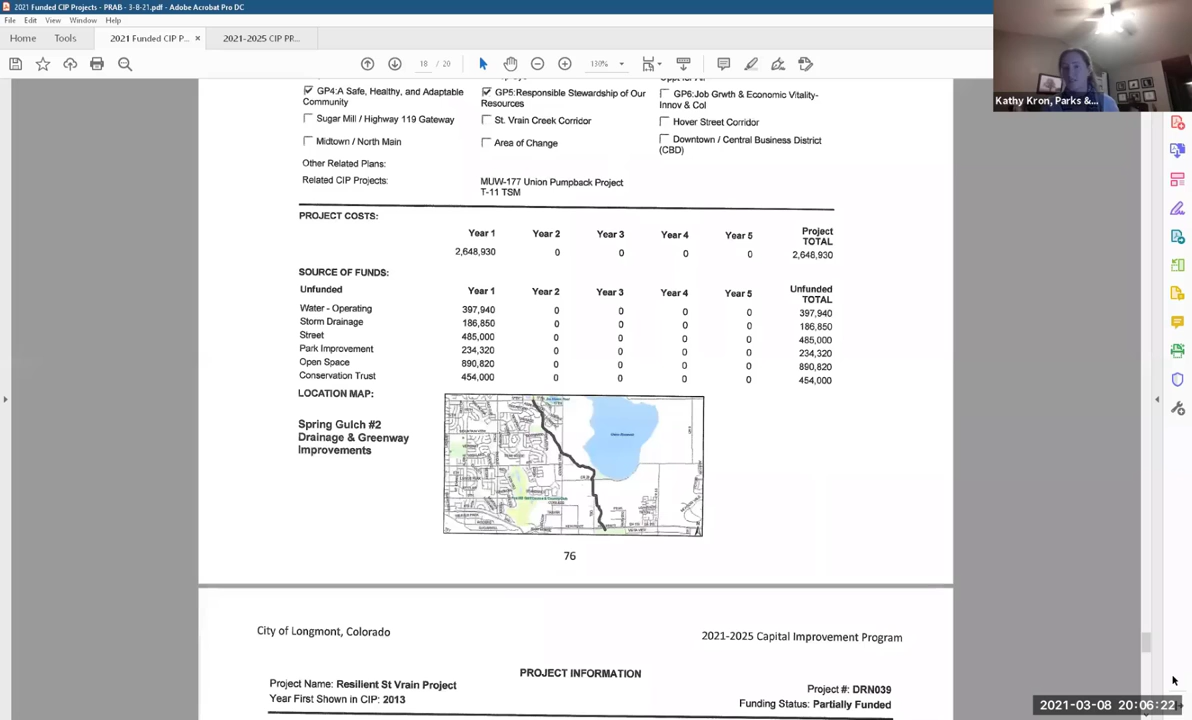 2021 Funded CIP Projects - PRAB - 3-8-21.pdf - Adobe Acrobat Pro DC
File Edit View Window Help
Home Tools 2021 Funded CIP P... × 2021-2025 CIP PR...
18 / 20 130%
Kathy Kron, Parks &...
GP4:A Safe, Healthy, and Adaptable Community
GP5:Responsible Stewardship of Our Resources
GP6:Job Grwth & Economic Vitality-Innov & Col
Sugar Mill / Highway 119 Gateway
St. Vrain Creek Corridor
Hover Street Corridor
Midtown / North Main
Area of Change
Downtown / Central Business District (CBD)
Other Related Plans:
Related CIP Projects: MUW-177 Union Pumpback Project
T-11 TSM
PROJECT COSTS:
Year 1 Year 2 Year 3 Year 4 Year 5 Project TOTAL
2,648,930 0 0 0 0 2,648,930
SOURCE OF FUNDS:
Unfunded Year 1 Year 2 Year 3 Year 4 Year 5 Unfunded TOTAL
Water - Operating 397,940 0 0 0 0 397,940
Storm Drainage 186,850 0 0 0 0 186,850
Street 485,000 0 0 0 0 485,000
Park Improvement 234,320 0 0 0 0 234,320
Open Space 890,820 0 0 0 0 890,820
Conservation Trust 454,000 0 0 0 0 454,000
LOCATION MAP:
Spring Gulch #2
Drainage & Greenway
Improvements
76
City of Longmont, Colorado 2021-2025 Capital Improvement Program
PROJECT INFORMATION
Project Name: Resilient St Vrain Project Project #: DRN039
Year First Shown in CIP: 2013 Funding Status: Partially Funded
2021-03-08 20:06:22